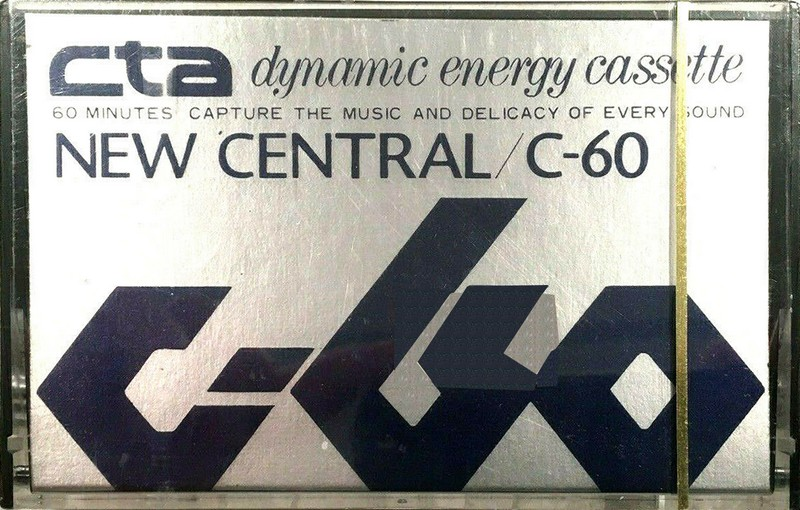 cta dynamic energy cassette
60 MINUTES CAPTURE THE MUSIC AND DELICACY OF EVERY SOUND
NEW CENTRAL/C-60
C-60